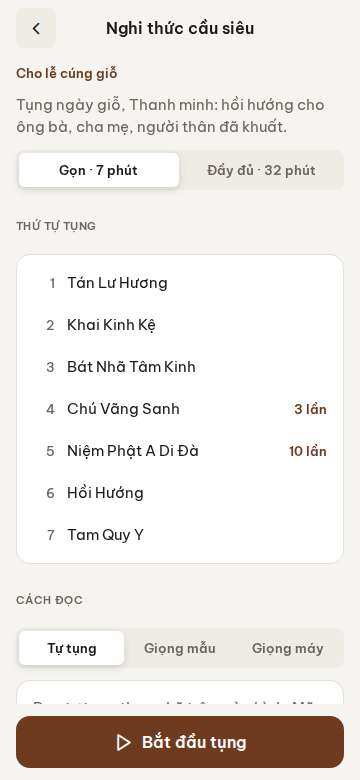 Nghi thức cầu siêu
Cho lễ cúng giỗ
Tụng ngày giỗ, Thanh minh: hồi hướng cho
ông bà, cha mẹ, người thân đã khuất.
Gọn · 7 phút
Đầy đủ · 32 phút
THỨ TỰ TỤNG
1 Tán Lư Hương
2 Khai Kinh Kệ
3 Bát Nhã Tâm Kinh
4 Chú Vãng Sanh 3 lần
5 Niệm Phật A Di Đà 10 lần
6 Hồi Hướng
7 Tam Quy Y
CÁCH ĐỌC
Tự tụng
Giọng mẫu
Giọng máy
Bắt đầu tụng